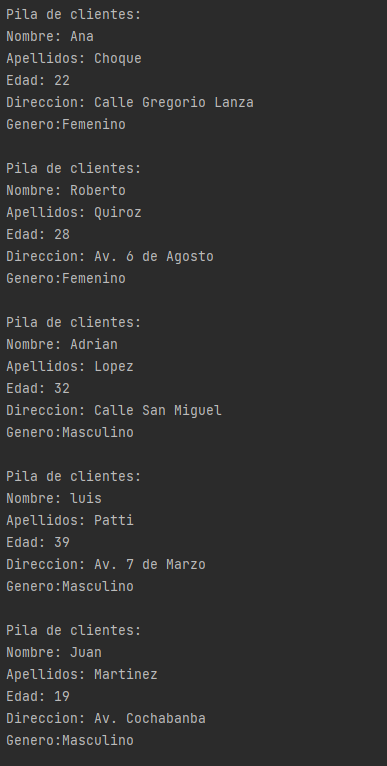 Pila de clientes:
Nombre: Ana
Apellidos: Choque
Edad: 22
Direccion: Calle Gregorio Lanza
Genero:Femenino
Pila de clientes:
Nombre: Roberto
Apellidos: Quiroz
Edad: 28
Direccion: Av. 6 de Agosto
Genero:Femenino
Pila de clientes:
Nombre: Adrian
Apellidos: Lopez
Edad: 32
Direccion: Calle San Miguel
Genero:Masculino
Pila de clientes:
Nombre: luis
Apellidos: Patti
Edad: 39
Direccion: Av. 7 de Marzo
Genero:Masculino
Pila de clientes:
Nombre: Juan
Apellidos: Martinez
Edad: 19
Direccion: Av. Cochabanba
Genero:Masculino